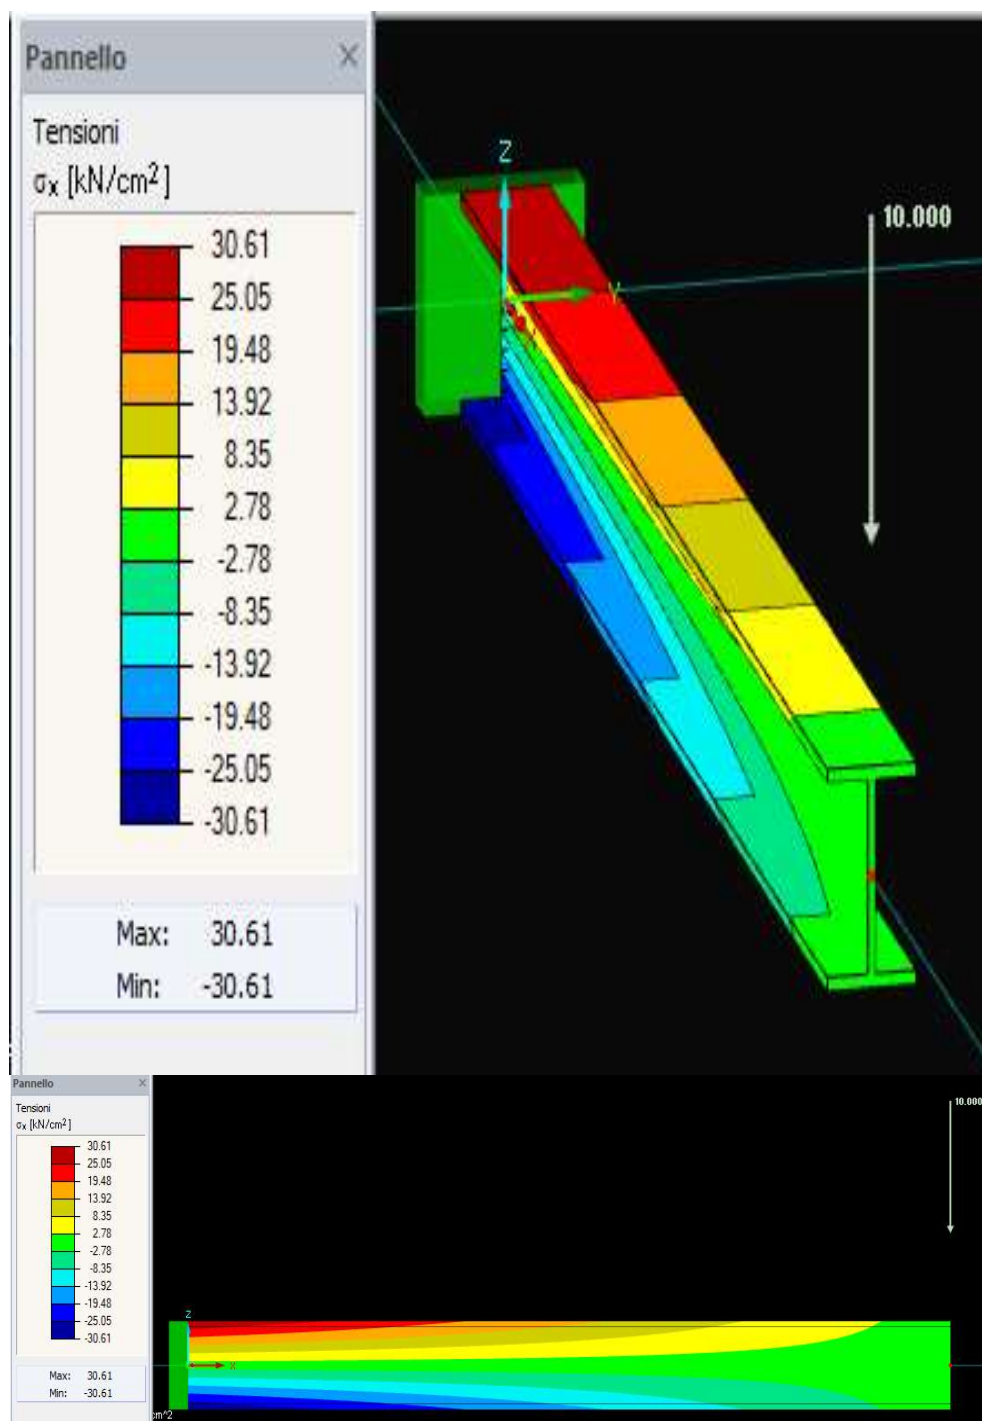 Pannello ×
Tensioni
σx [kN/cm²]
30.61
25.05
19.48
13.92
8.35
2.78
-2.78
-8.35
-13.92
-19.48
-25.05
-30.61
Max: 30.61
Min: -30.61
Z
Y
10.000
Pannello ×
Tensioni
σx [kN/cm²]
30.61
25.05
19.48
13.92
8.35
2.78
-2.78
-8.35
-13.92
-19.48
-25.05
-30.61
Max: 30.61
Min: -30.61
10.000
Z
X
cm^2